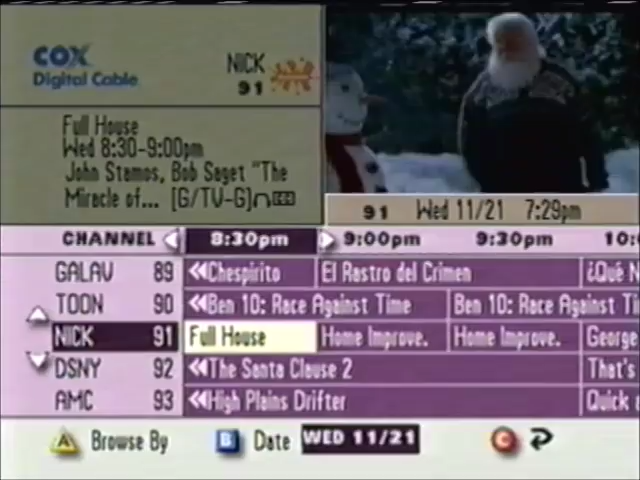 COX
Digital Cable
NICK
91
Full House
Wed 8:30-9:00pm
John Stamos, Bob Saget "The
Miracle of... [G/TV-G]
91 Wed 11/21 7:29pm
CHANNEL 8:30pm 9:00pm 9:30pm 10:
GALAV 89 Chespirito El Rastro del Crimen ¿Qué N
TOON 90 Ben 10: Race Against Time Ben 10: Race Against T
NICK 91 Full House Home Improve. Home Improve. George
DSNY 92 The Santa Clause 2 That's
AMC 93 High Plains Drifter Quick
A Browse By B Date WED 11/21 C